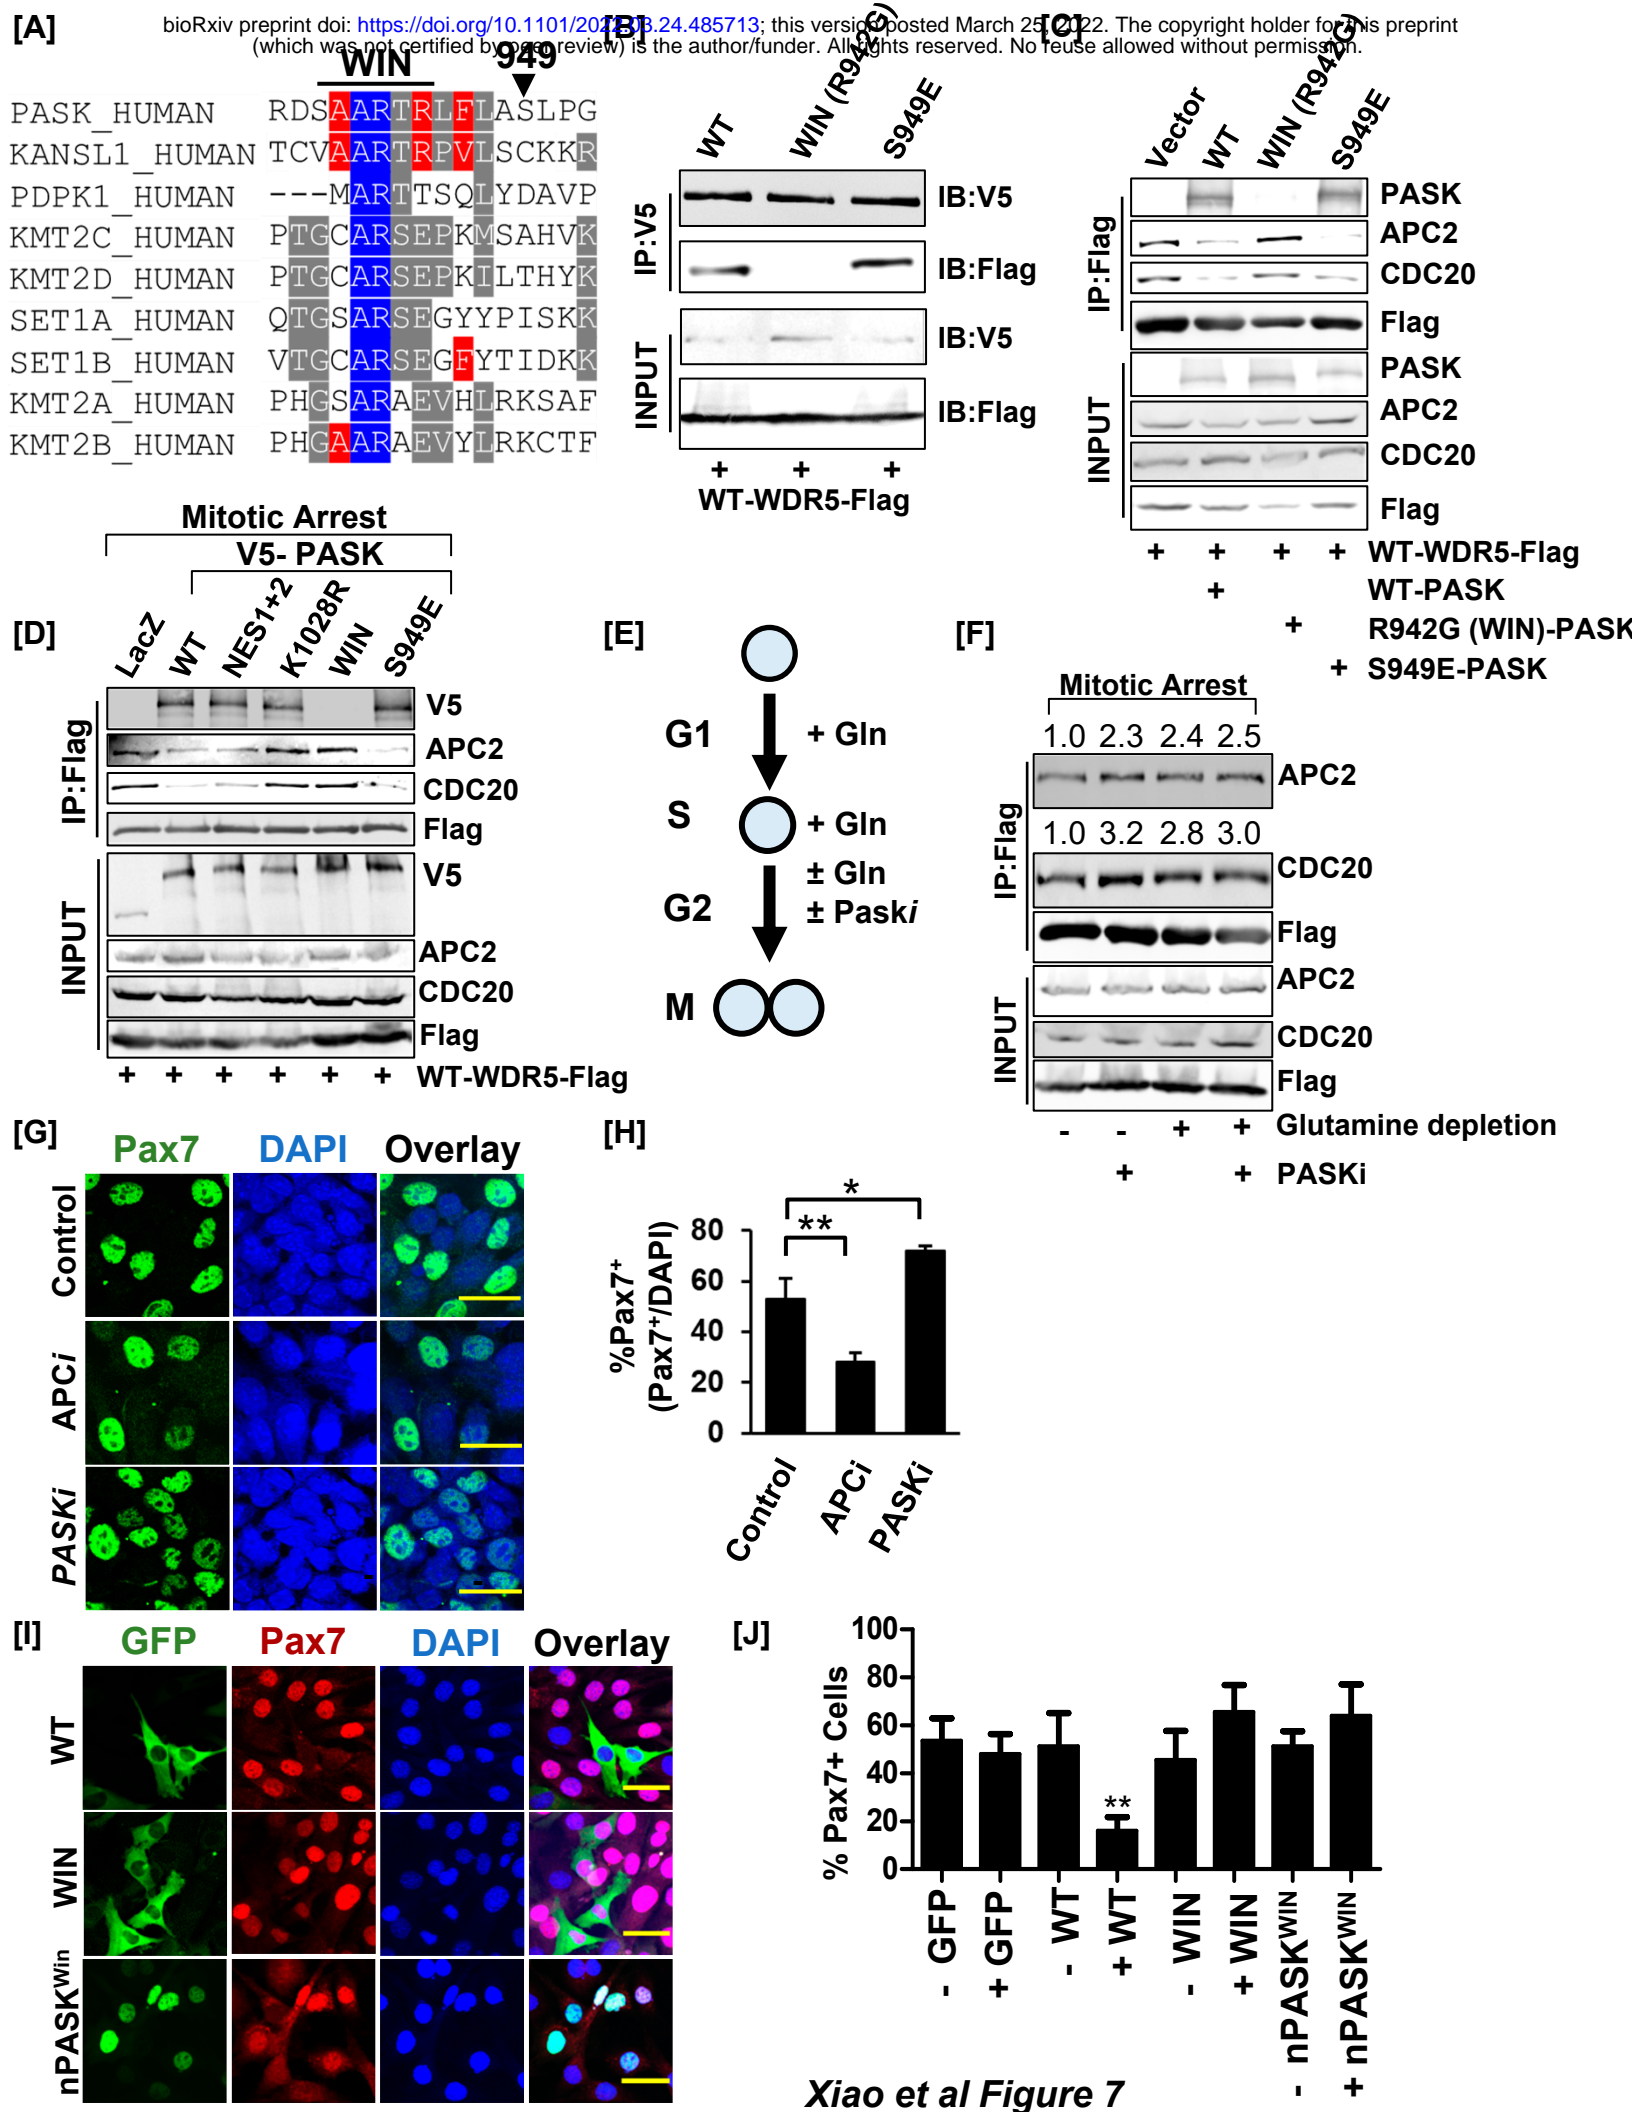 bioRxiv preprint doi: https://doi.org/10.1101/2022.03.24.485713; this version posted March 25, 2022. The copyright holder for this preprint
(which was not certified by peer review) is the author/funder. All rights reserved. No reuse allowed without permission.
[A]
WIN
949
PASK_HUMAN RDSAARTRLFLASLPG
KANSL1_HUMAN TCVAARTRPVLSCKKR
PDPK1_HUMAN ---MARTTSQLYDAVP
KMT2C_HUMAN PTGCARSEPKMSAHVK
KMT2D_HUMAN PTGCARSEPKILTHYK
SET1A_HUMAN QTGSARSEGYYPISKK
SET1B_HUMAN VTGCARSEGFYTIDKK
KMT2A_HUMAN PHGSARAEVHLRKSAF
KMT2B_HUMAN PHGAARAEVYLRKCTF
[B]
WT
WIN (R942G)
S949E
IP:V5
IB:V5
IB:Flag
INPUT
IB:V5
IB:Flag
+ + +
WT-WDR5-Flag
[C]
Vector
WT
WIN (R942G)
S949E
IP:Flag
PASK
APC2
CDC20
Flag
INPUT
PASK
APC2
CDC20
Flag
+ + + + WT-WDR5-Flag
+ WT-PASK
+ R942G (WIN)-PASK
+ S949E-PASK
[D]
Mitotic Arrest
V5- PASK
LacZ
WT
NES1+2
K1028R
WIN
S949E
IP:Flag
V5
APC2
CDC20
Flag
INPUT
V5
APC2
CDC20
Flag
+ + + + + + WT-WDR5-Flag
[E]
G1 + Gln
S + Gln
± Gln
G2 ± Paski
M
[F]
Mitotic Arrest
1.0 2.3 2.4 2.5
IP:Flag
APC2
1.0 3.2 2.8 3.0
CDC20
Flag
INPUT
APC2
CDC20
Flag
- - + + Glutamine depletion
+ + PASKi
[G]
Pax7 DAPI Overlay
Control
APCi
PASKi
[H]
%Pax7+
(Pax7+/DAPI)
80
60
40
20
0
*
**
Control
APCi
PASKi
[I]
GFP Pax7 DAPI Overlay
WT
WIN
nPASKWin
[J]
% Pax7+ Cells
100
80
60
40
20
0
**
- GFP
+ GFP
- WT
+ WT
- WIN
+ WIN
- nPASKWIN
+ nPASKWIN
Xiao et al Figure 7